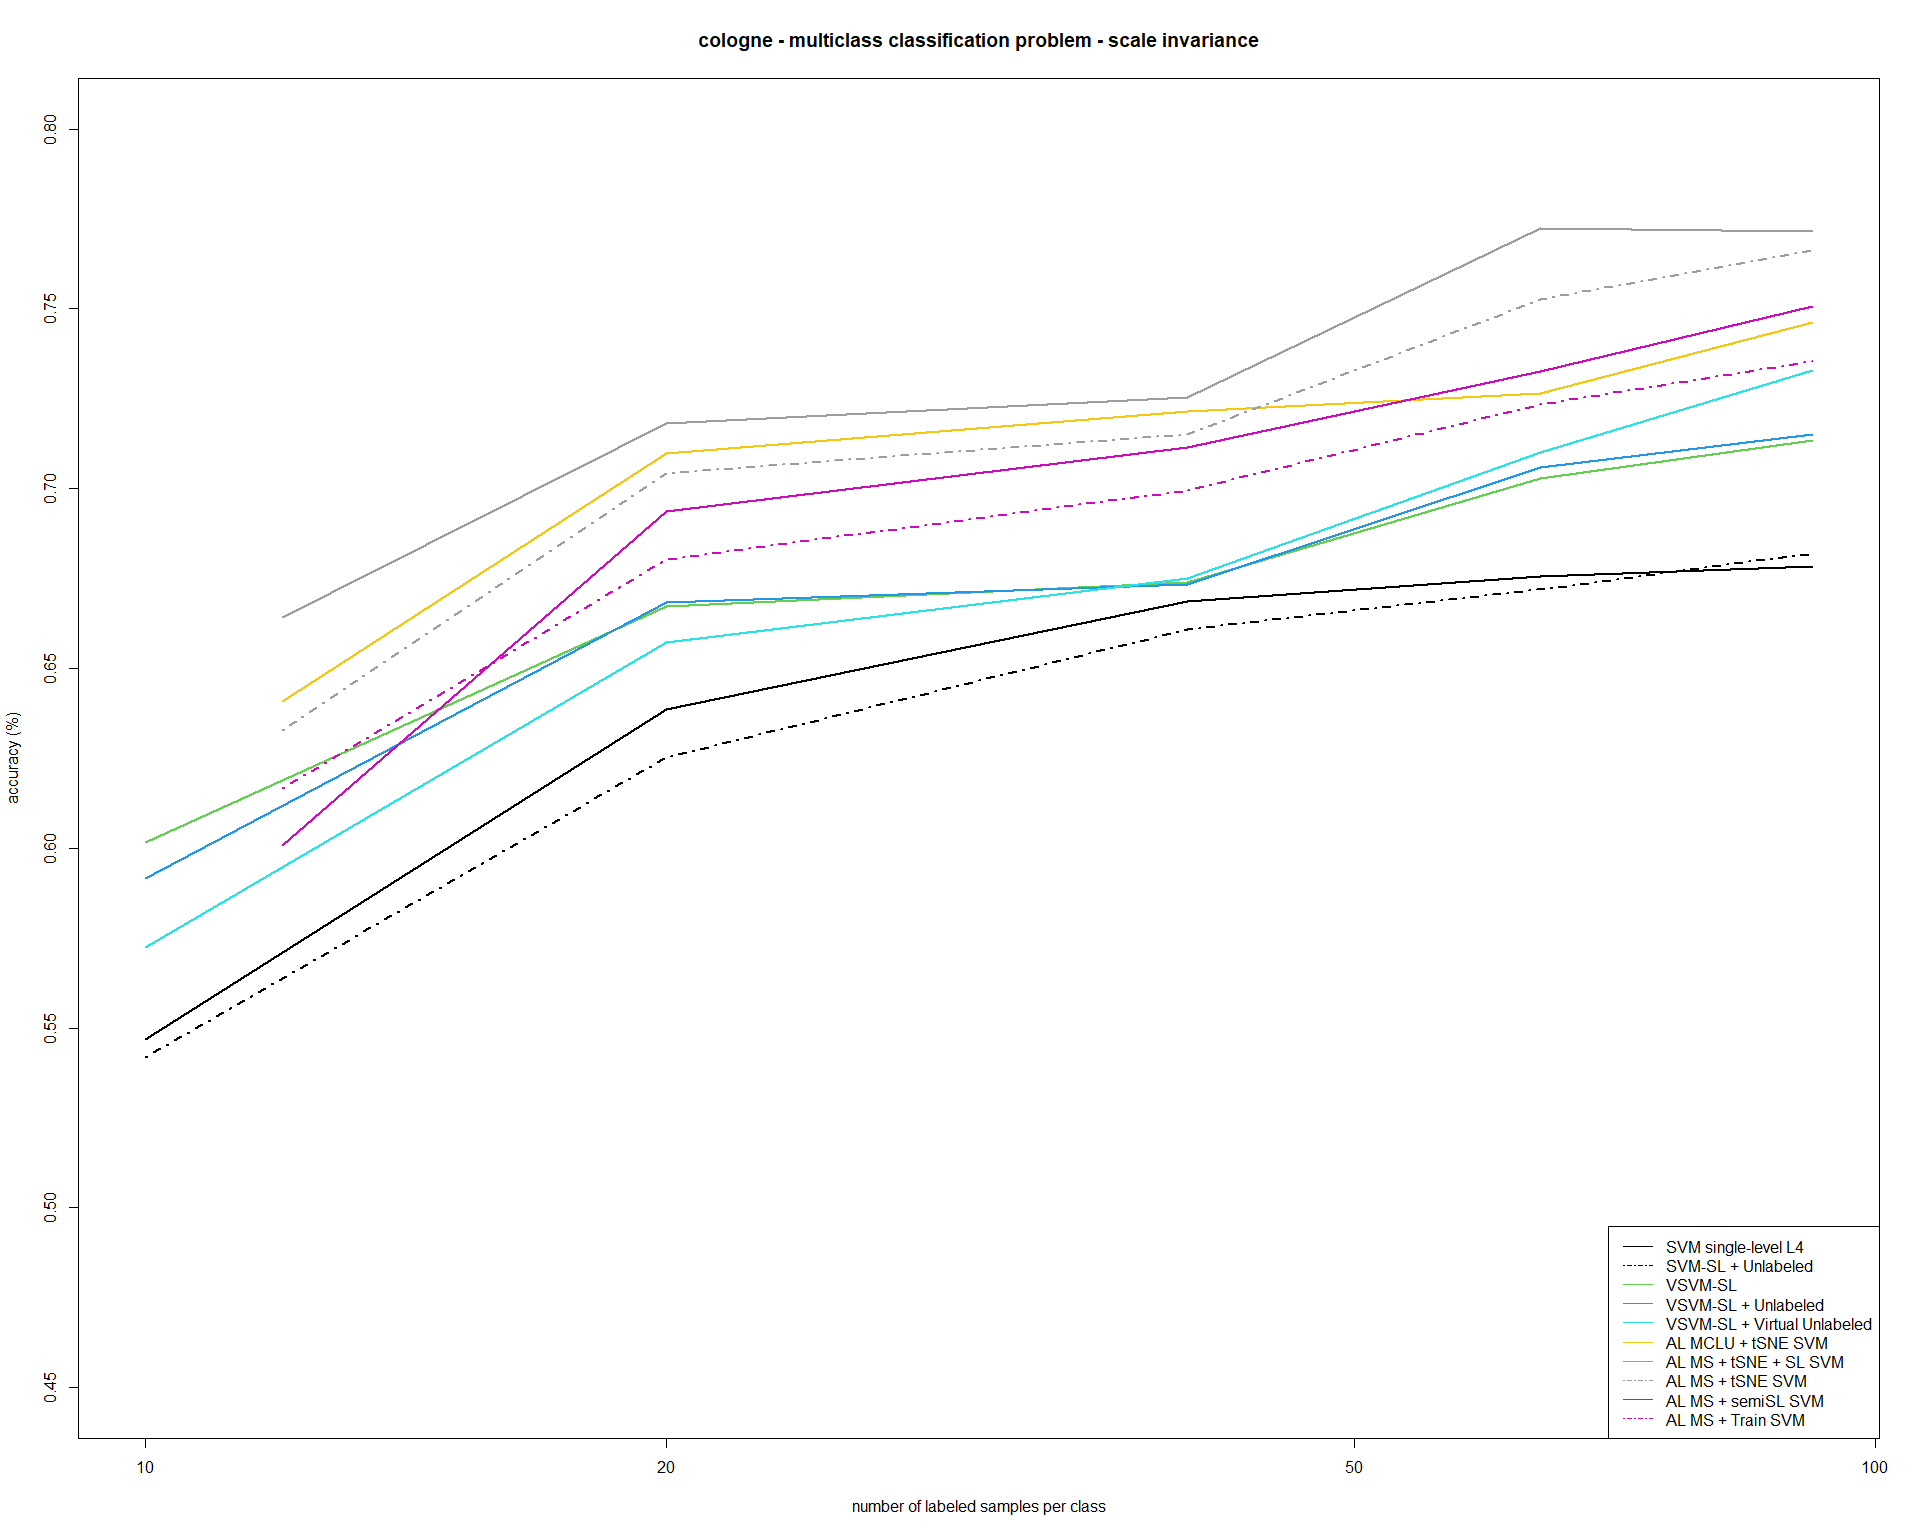 cologne - multiclass classification problem - scale invariance
0.80
0.75
0.70
0.65
0.60
0.55
0.50
0.45
accuracy (%)
SVM single-level L4
SVM-SL + Unlabeled
VSVM-SL
VSVM-SL + Unlabeled
VSVM-SL + Virtual Unlabeled
AL MCLU + tSNE SVM
AL MS + tSNE + SL SVM
AL MS + tSNE SVM
AL MS + semiSL SVM
AL MS + Train SVM
10 20 50 100
number of labeled samples per class